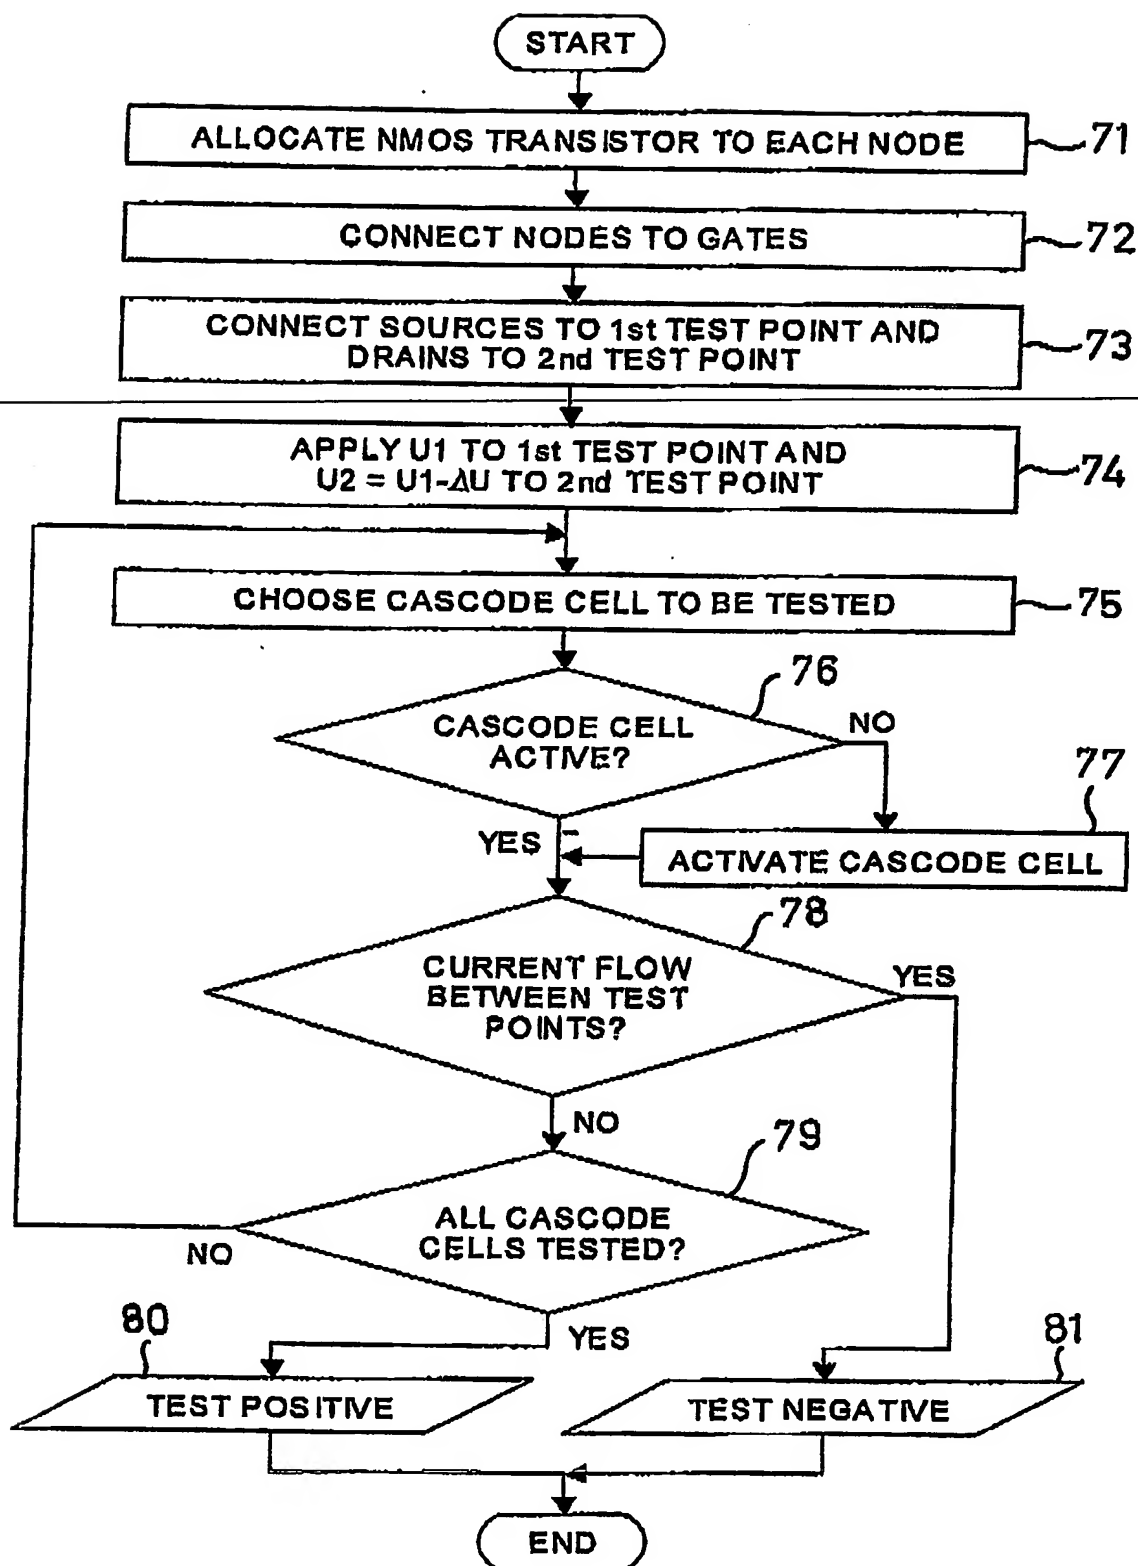 START
ALLOCATE NMOS TRANSISTOR TO EACH NODE
71
CONNECT NODES TO GATES
72
CONNECT SOURCES TO 1st TEST POINT AND
DRAINS TO 2nd TEST POINT
73
APPLY U1 TO 1st TEST POINT AND
U2 = U1-ΔU TO 2nd TEST POINT
74
CHOOSE CASCODE CELL TO BE TESTED
75
76
CASCODE CELL
ACTIVE?
NO
77
YES
ACTIVATE CASCODE CELL
78
CURRENT FLOW
BETWEEN TEST
POINTS?
YES
NO
79
ALL CASCODE
CELLS TESTED?
NO
YES
80
81
TEST POSITIVE
TEST NEGATIVE
END